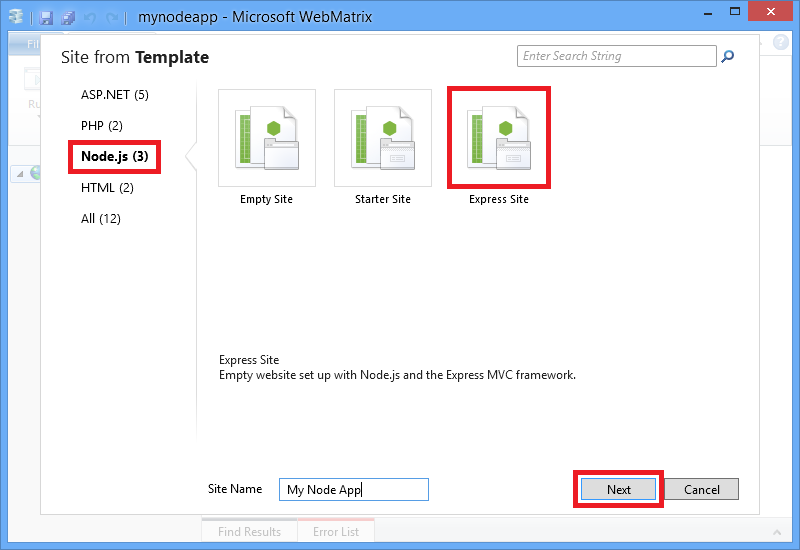 mynodeapp - Microsoft WebMatrix
Site from Template
Enter Search String
ASP.NET (5)
PHP (2)
Node.js (3)
HTML (2)
All (12)
Empty Site
Starter Site
Express Site
Express Site
Empty website set up with Node.js and the Express MVC framework.
Site Name
My Node App
Next
Cancel
Find Results
Error List